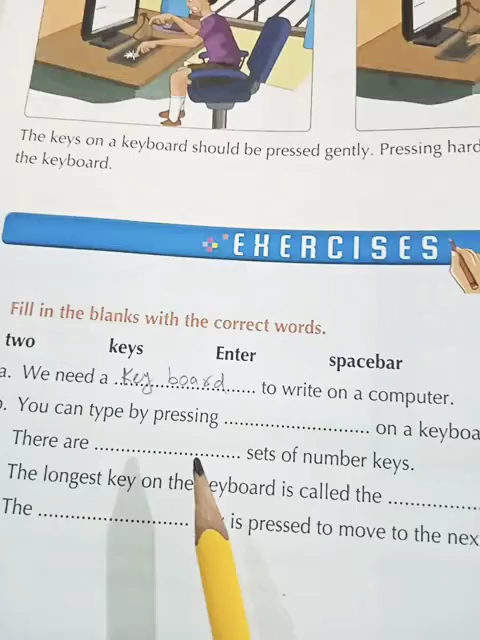 The keys on a keyboard should be pressed gently. Pressing hard
the keyboard.
EXERCISES
Fill in the blanks with the correct words.
two keys Enter spacebar
a. We need a ..Key board..... to write on a computer.
. You can type by pressing .............................. on a keyboa
There are .............................. sets of number keys.
The longest key on the eyboard is called the ..................
The .............................. is pressed to move to the nex